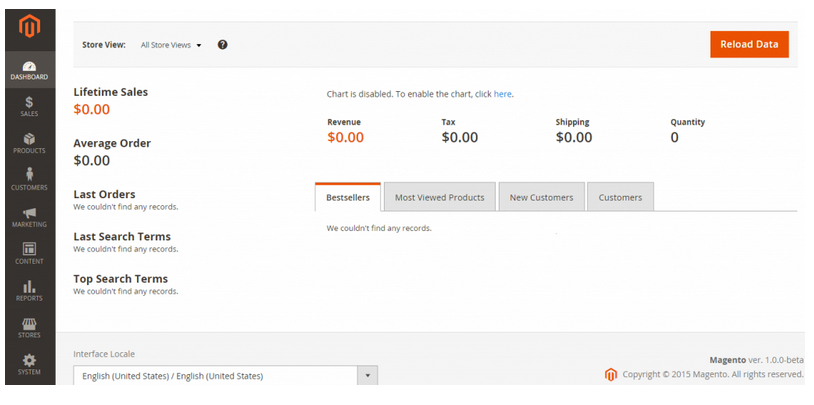 Store View: All Store Views ?
Reload Data
DASHBOARD
SALES
PRODUCTS
CUSTOMERS
MARKETING
CONTENT
REPORTS
STORES
SYSTEM
Lifetime Sales
$0.00
Average Order
$0.00
Last Orders
We couldn't find any records.
Last Search Terms
We couldn't find any records.
Top Search Terms
We couldn't find any records.
Chart is disabled. To enable the chart, click here.
Revenue Tax Shipping Quantity
$0.00 $0.00 $0.00 0
Bestsellers Most Viewed Products New Customers Customers
We couldn't find any records.
Interface Locale
English (United States) / English (United States)
Magento ver. 1.0.0-beta
Copyright © 2015 Magento. All rights reserved.